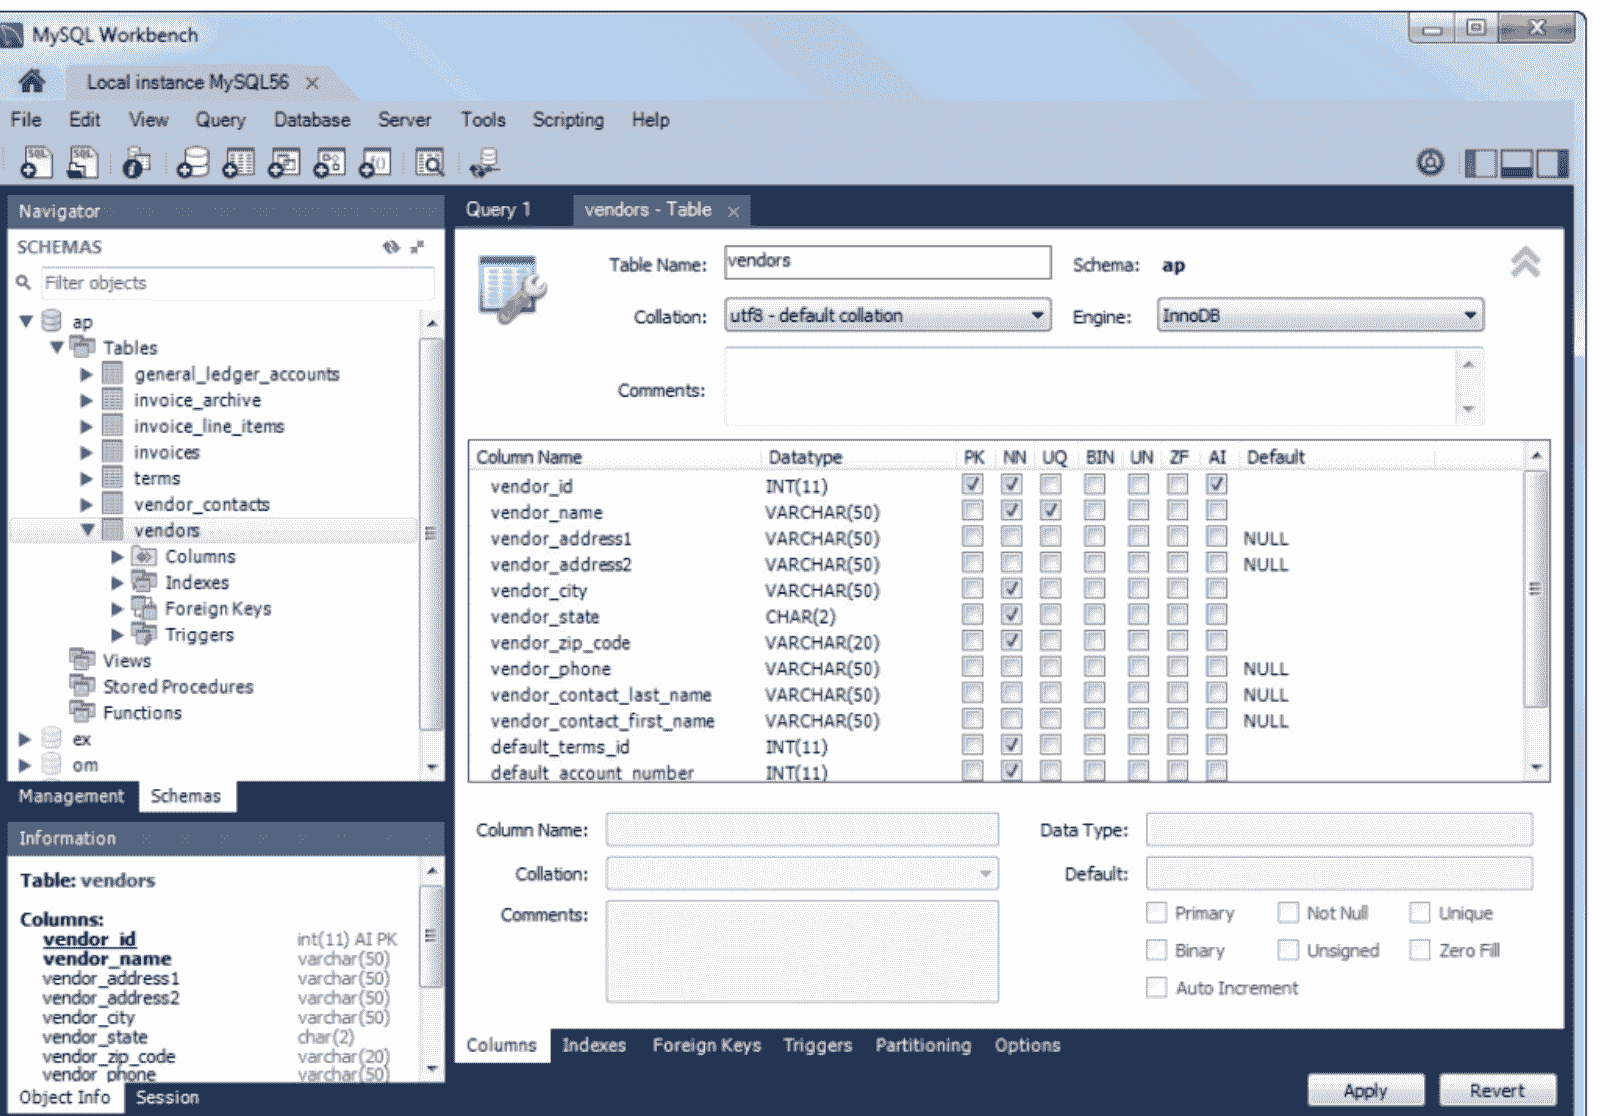 MySQL Workbench
Local instance MySQL56
File Edit View Query Database Server Tools Scripting Help
Navigator
SCHEMAS
Filter objects
ap
Tables
general_ledger_accounts
invoice_archive
invoice_line_items
invoices
terms
vendor_contacts
vendors
Columns
Indexes
Foreign Keys
Triggers
Views
Stored Procedures
Functions
ex
om
Management Schemas
Information
Table: vendors
Columns:
vendor_id int(11) AI PK
vendor_name varchar(50)
vendor_address1 varchar(50)
vendor_address2 varchar(50)
vendor_city varchar(50)
vendor_state char(2)
vendor_zip_code varchar(20)
vendor_phone varchar(50)
Object Info Session
Query 1 vendors - Table
Table Name: vendors Schema: ap
Collation: utf8 - default collation Engine: InnoDB
Comments:
Column Name Datatype PK NN UQ BIN UN ZF AI Default
vendor_id INT(11)
vendor_name VARCHAR(50)
vendor_address1 VARCHAR(50) NULL
vendor_address2 VARCHAR(50) NULL
vendor_city VARCHAR(50)
vendor_state CHAR(2)
vendor_zip_code VARCHAR(20)
vendor_phone VARCHAR(50) NULL
vendor_contact_last_name VARCHAR(50) NULL
vendor_contact_first_name VARCHAR(50) NULL
default_terms_id INT(11)
default_account_number INT(11)
Column Name: Data Type:
Collation: Default:
Comments: Primary Not Null Unique
Binary Unsigned Zero Fill
Auto Increment
Columns Indexes Foreign Keys Triggers Partitioning Options
Apply Revert